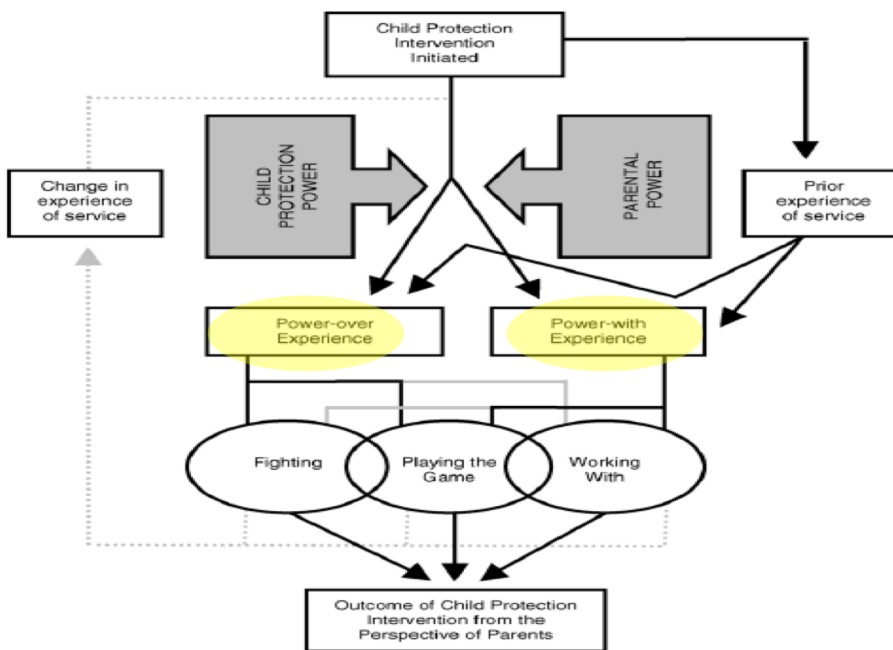 Child Protection
Intervention
Initiated
CHILD
PROTECTION
POWER
PARENTAL
POWER
Change in
experience
of service
Prior
experience
of service
Power-over
Experience
Power-with
Experience
Fighting
Playing the
Game
Working
With
Outcome of Child Protection
Intervention from the
Perspective of Parents